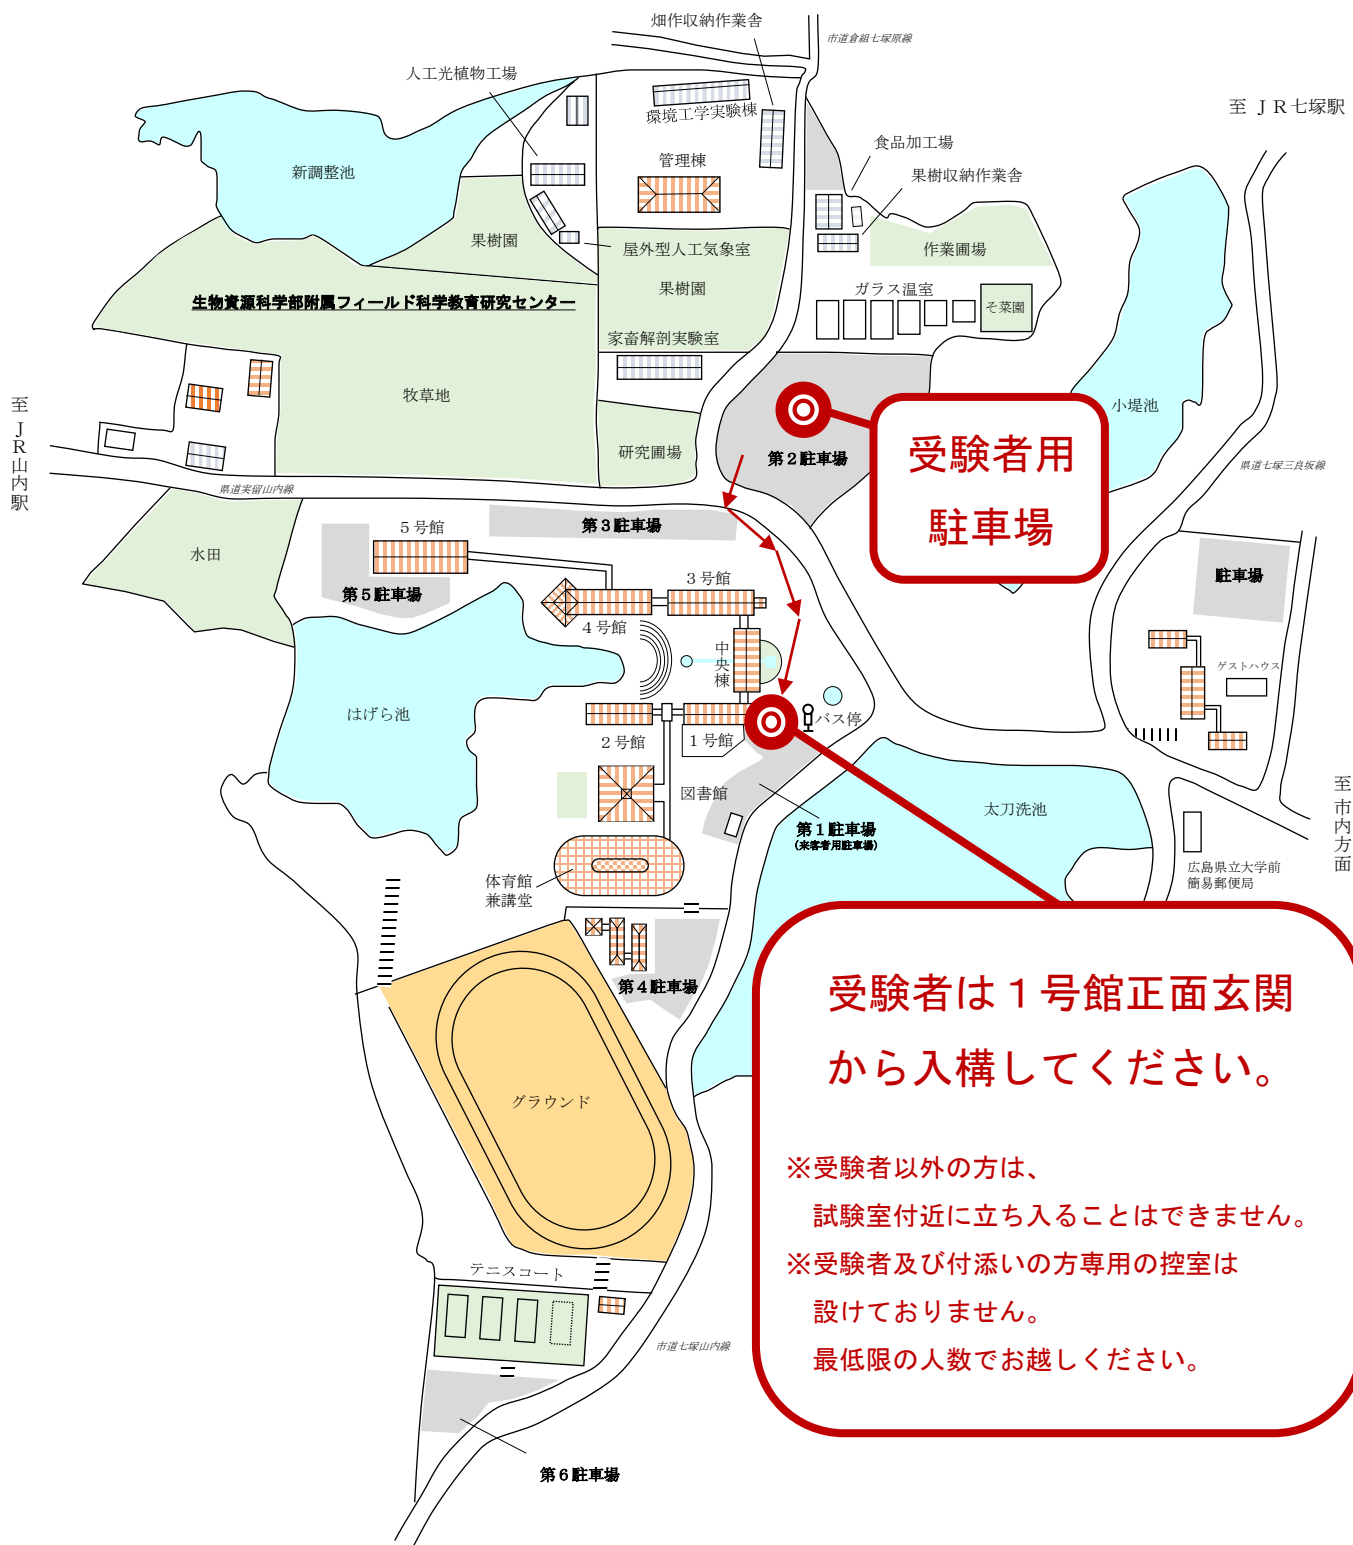 畑作収納作業舎
市道倉組七塚原線
人工光植物工場
環境工学実験棟
至 ＪＲ七塚駅
食品加工場
管理棟
新調整池
果樹収納作業舎
果樹園
屋外型人工気象室
作業圃場
果樹園
ガラス温室
生物資源科学部附属フィールド科学教育研究センター
そ菜園
家畜解剖実験室
牧草地
小堤池
至ＪＲ山内駅
受験者用
駐車場
研究圃場
第２駐車場
県道七塚三良坂線
県道実留山内線
第３駐車場
５号館
水田
３号館
駐車場
第５駐車場
４号館
中央棟
ゲストハウス
はげら池
バス停
２号館
１号館
図書館
太刀洗池
至市内方面
第１駐車場
(来客者用駐車場)
広島県立大学前
簡易郵便局
体育館
兼講堂
第４駐車場
受験者は１号館正面玄関
から入構してください。
グラウンド
※受験者以外の方は、
試験室付近に立ち入ることはできません。
※受験者及び付添いの方専用の控室は
設けておりません。
最低限の人数でお越しください。
テニスコート
市道七塚山内線
第６駐車場